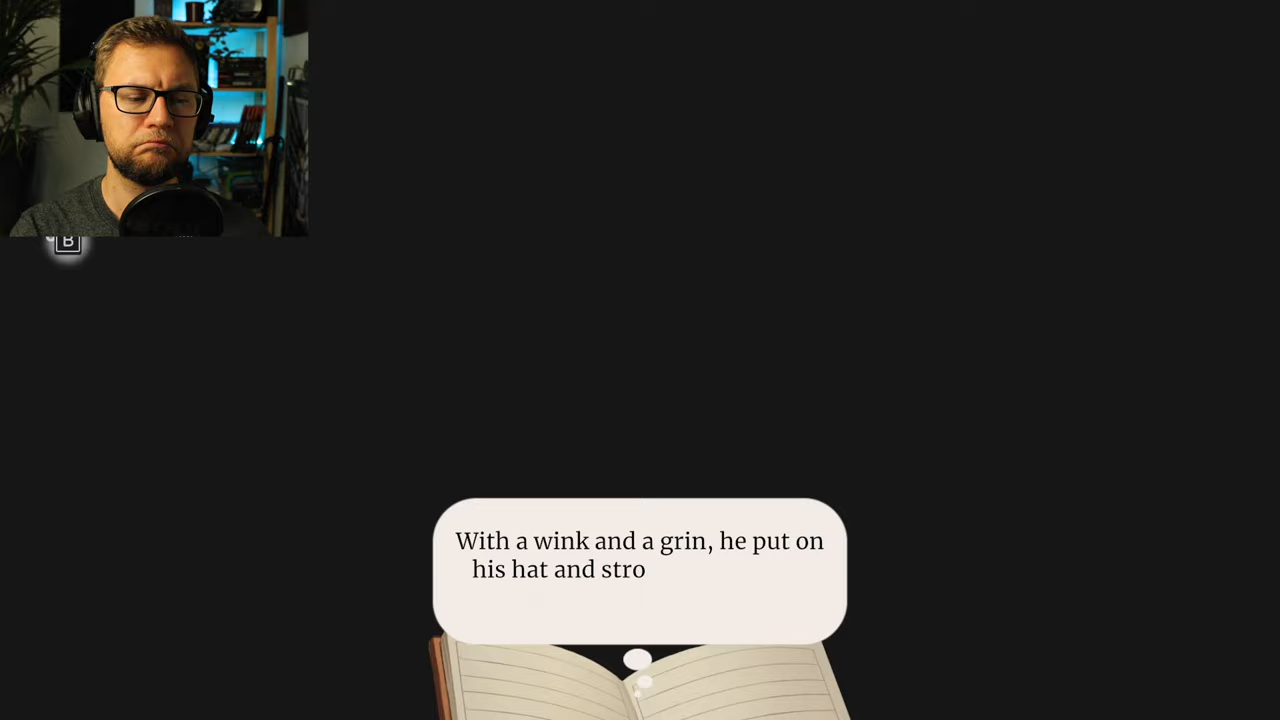 B
With a wink and a grin, he put on
his hat and stro